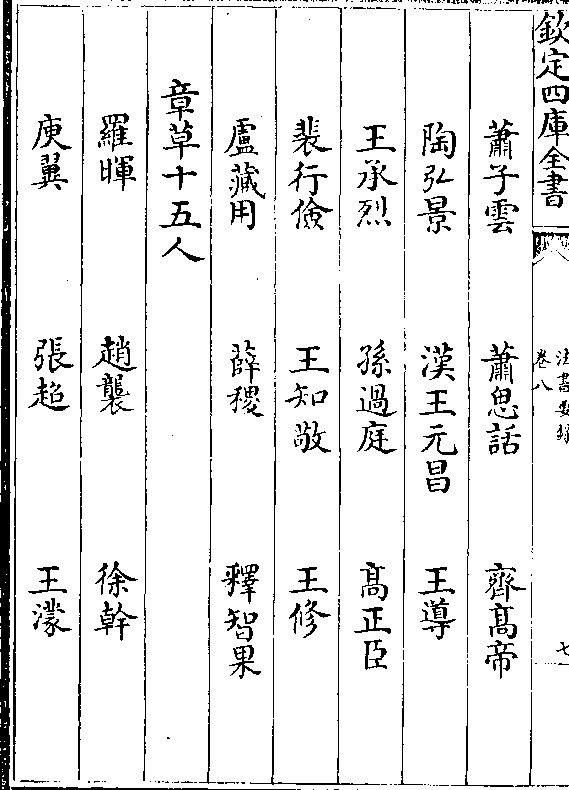 欽定四庫全書
法書要錄
卷八
七
蕭子雲 蕭思話 齊髙帝
陶弘景 漢王元昌 王導
王承烈 孫過庭 髙正臣
裴行儉 王知敬 王修
盧藏用 薛稷 釋智果
章草十五人
羅暉 趙襲 徐幹
庾翼 張超 王濛